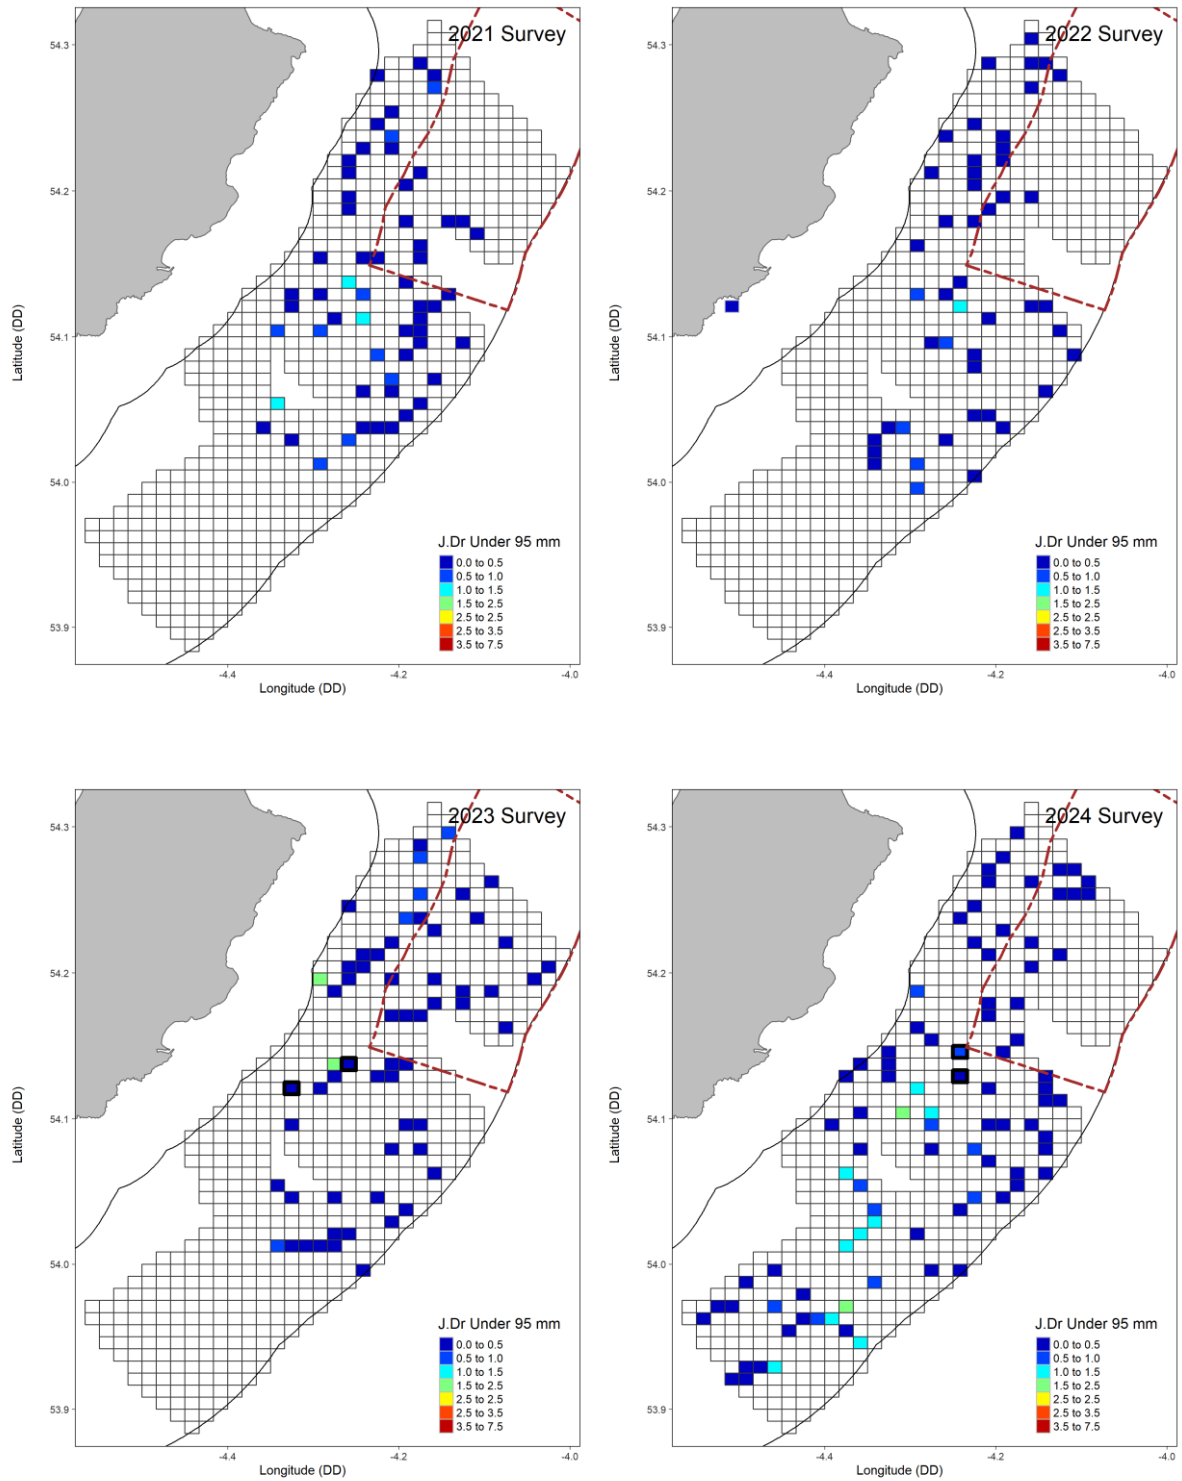 2021 Survey
54.3
54.2
54.1
54.0
53.9
Latitude (DD)
J.Dr Under 95 mm
0.0 to 0.5
0.5 to 1.0
1.0 to 1.5
1.5 to 2.5
2.5 to 2.5
2.5 to 3.5
3.5 to 7.5
-4.4
-4.2
-4.0
Longitude (DD)
2022 Survey
54.3
54.2
54.1
54.0
53.9
Latitude (DD)
J.Dr Under 95 mm
0.0 to 0.5
0.5 to 1.0
1.0 to 1.5
1.5 to 2.5
2.5 to 2.5
2.5 to 3.5
3.5 to 7.5
-4.4
-4.2
-4.0
Longitude (DD)
2023 Survey
54.3
54.2
54.1
54.0
53.9
Latitude (DD)
J.Dr Under 95 mm
0.0 to 0.5
0.5 to 1.0
1.0 to 1.5
1.5 to 2.5
2.5 to 2.5
2.5 to 3.5
3.5 to 7.5
-4.4
-4.2
-4.0
Longitude (DD)
2024 Survey
54.3
54.2
54.1
54.0
53.9
Latitude (DD)
J.Dr Under 95 mm
0.0 to 0.5
0.5 to 1.0
1.0 to 1.5
1.5 to 2.5
2.5 to 2.5
2.5 to 3.5
3.5 to 7.5
-4.4
-4.2
-4.0
Longitude (DD)